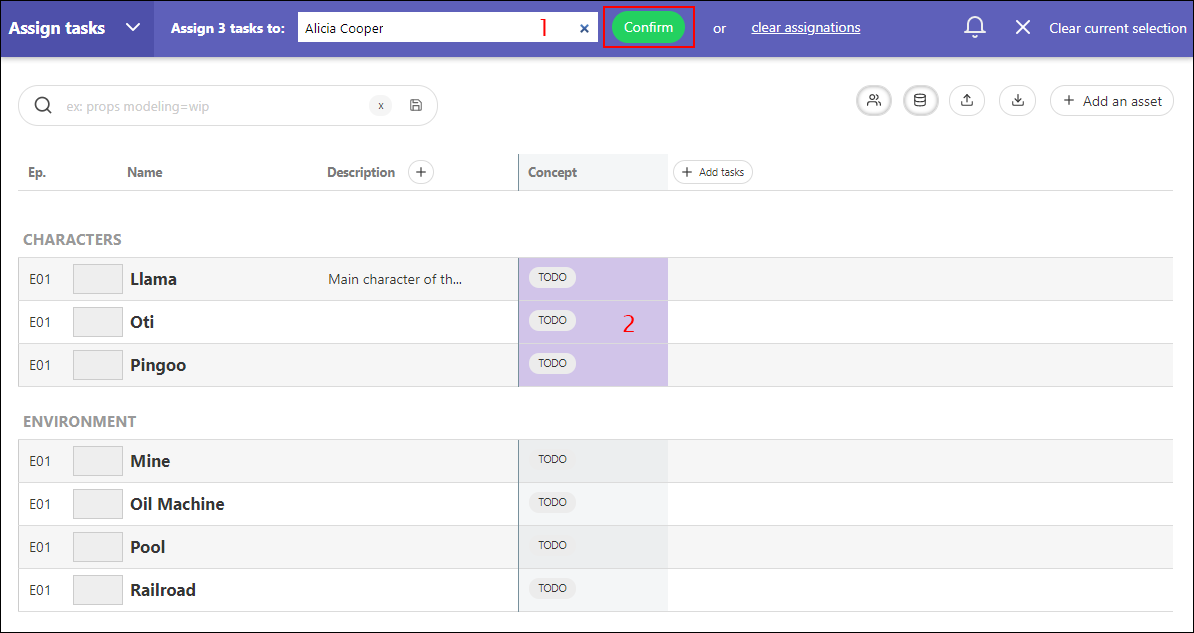 Assign tasks Assign 3 tasks to: Alicia Cooper 1 × Confirm or clear assignations Clear current selection
ex: props modeling=wip x + Add an asset
Ep. Name Description + Concept + Add tasks
CHARACTERS
E01 Llama Main character of th... TODO
E01 Oti TODO 2
E01 Pingoo TODO
ENVIRONMENT
E01 Mine TODO
E01 Oil Machine TODO
E01 Pool TODO
E01 Railroad TODO